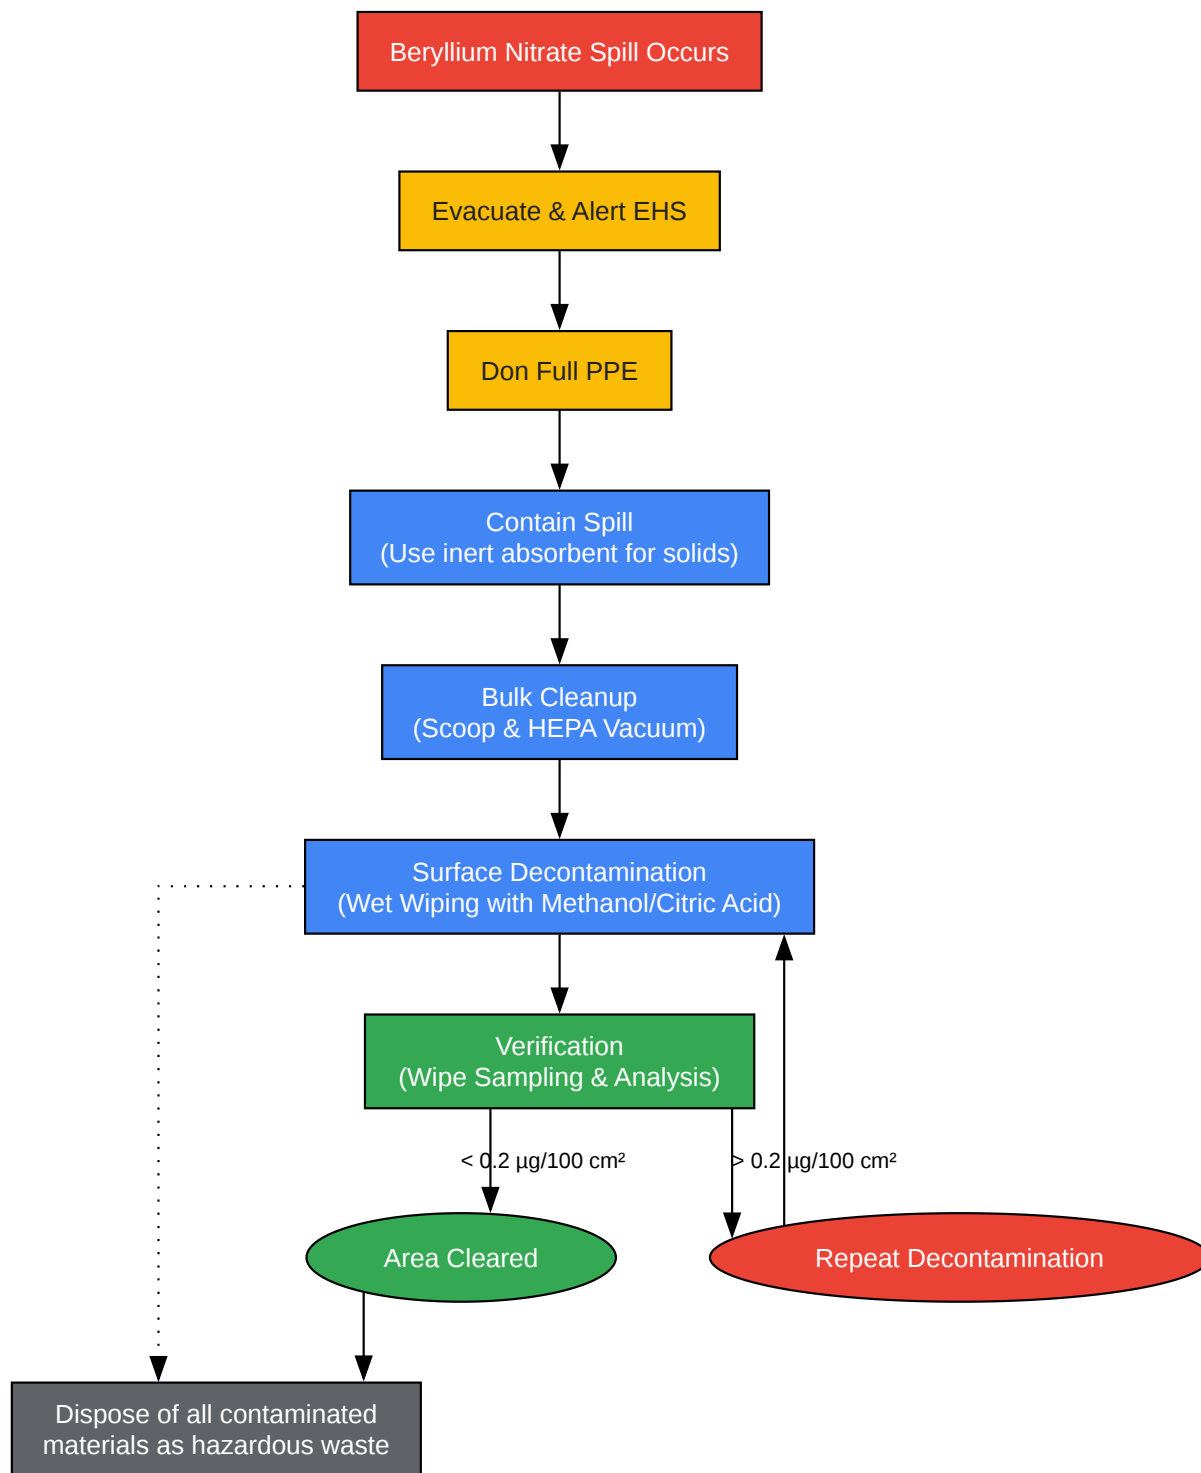 Beryllium Nitrate Spill Occurs
Evacuate & Alert EHS
Don Full PPE
Contain Spill
(Use inert absorbent for solids)
Bulk Cleanup
(Scoop & HEPA Vacuum)
Surface Decontamination
(Wet Wiping with Methanol/Citric Acid)
Verification
(Wipe Sampling & Analysis)
< 0.2 µg/100 cm²
> 0.2 µg/100 cm²
Area Cleared
Repeat Decontamination
Dispose of all contaminated
materials as hazardous waste